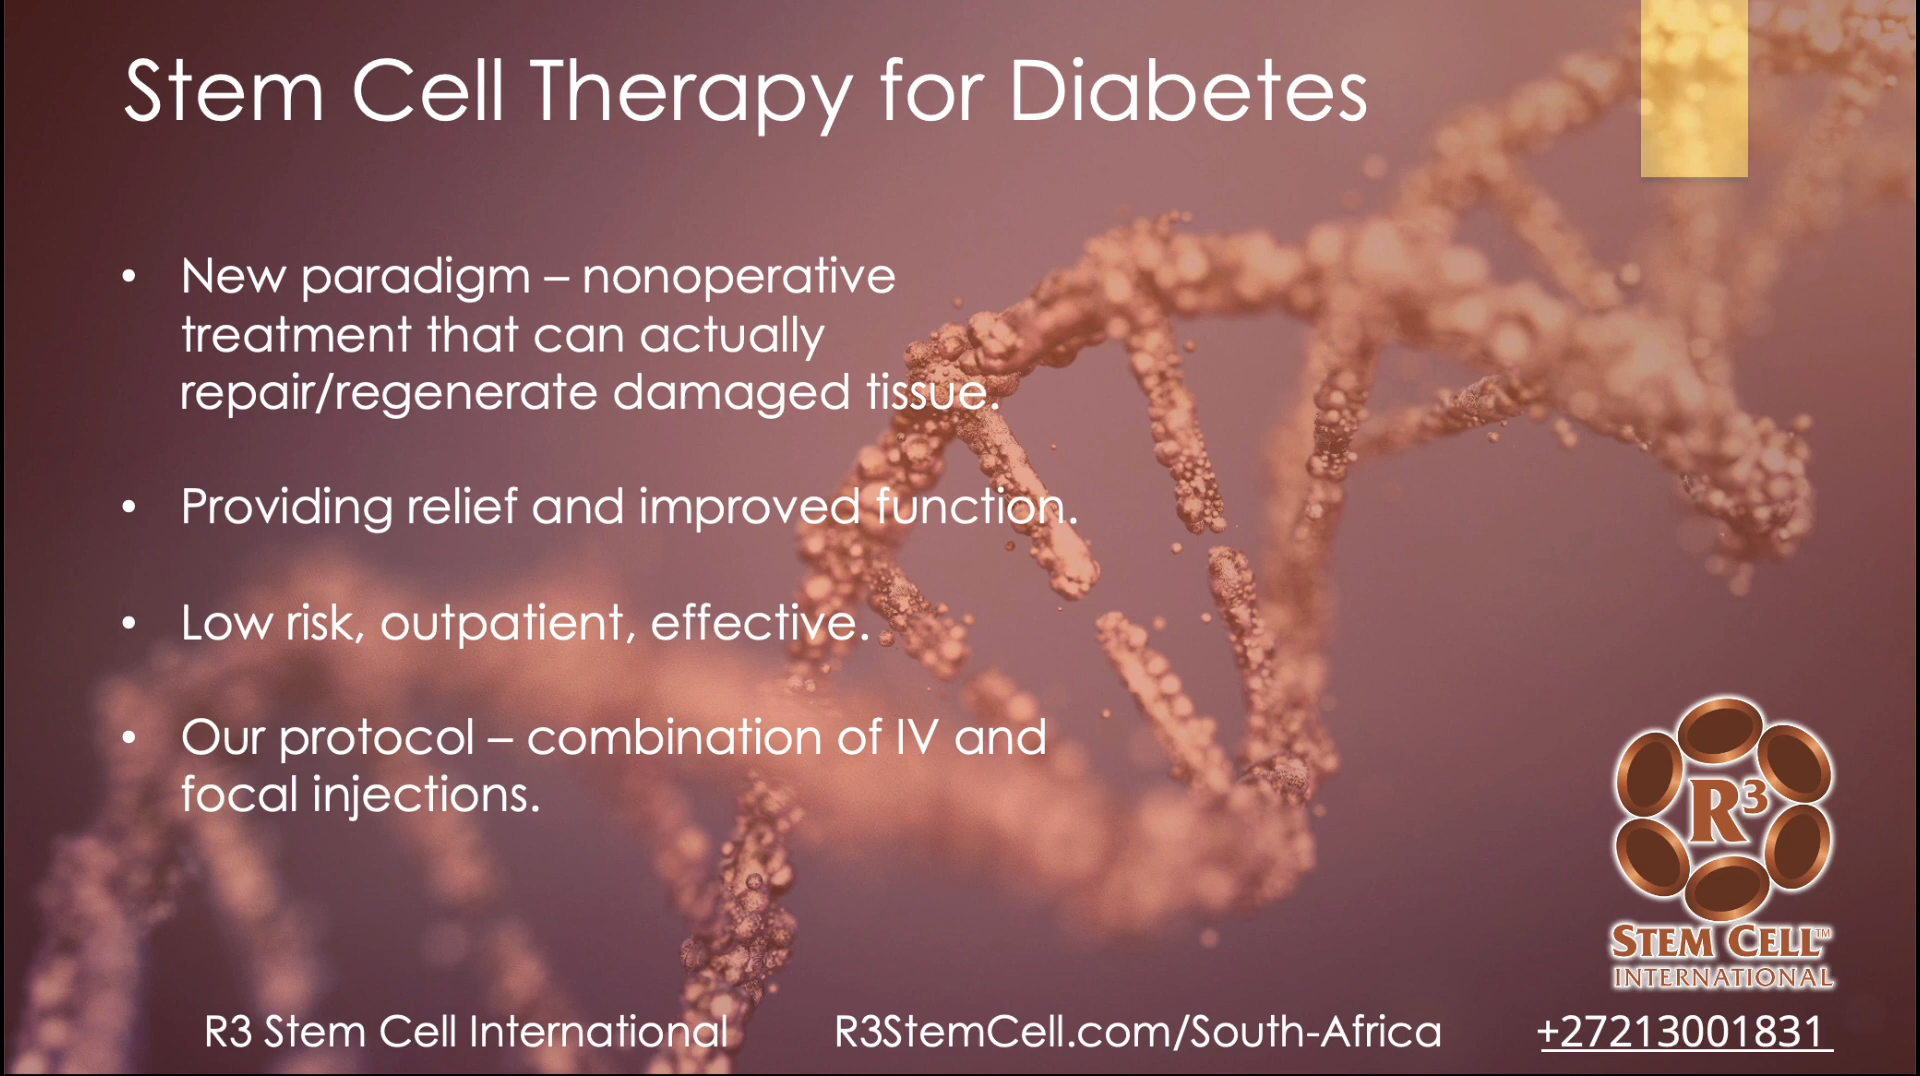 Stem Cell Therapy for Diabetes
• New paradigm – nonoperative
treatment that can actually
repair/regenerate damaged tissue.
• Providing relief and improved function.
• Low risk, outpatient, effective.
• Our protocol – combination of IV and
focal injections.
R3
STEM CELL™
INTERNATIONAL
R3 Stem Cell International R3StemCell.com/South-Africa +27213001831